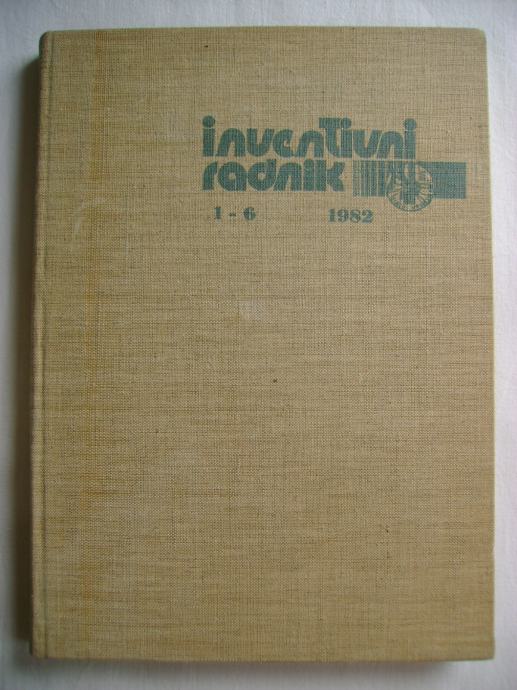 inventivni
radnik
1 - 6 1982